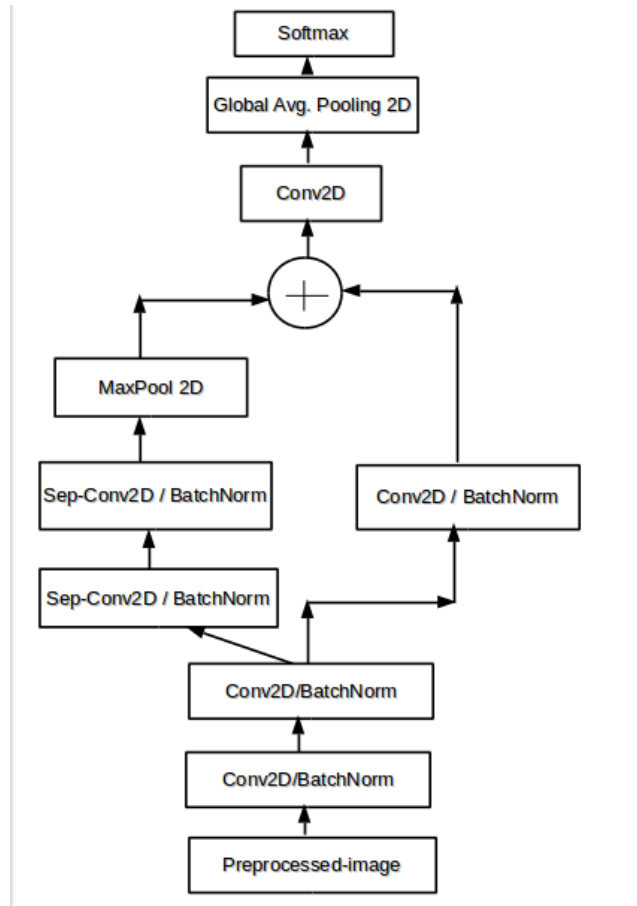 Softmax
Global Avg. Pooling 2D
Conv2D
MaxPool 2D
Sep-Conv2D / BatchNorm
Conv2D / BatchNorm
Sep-Conv2D / BatchNorm
Conv2D/BatchNorm
Conv2D/BatchNorm
Preprocessed-image